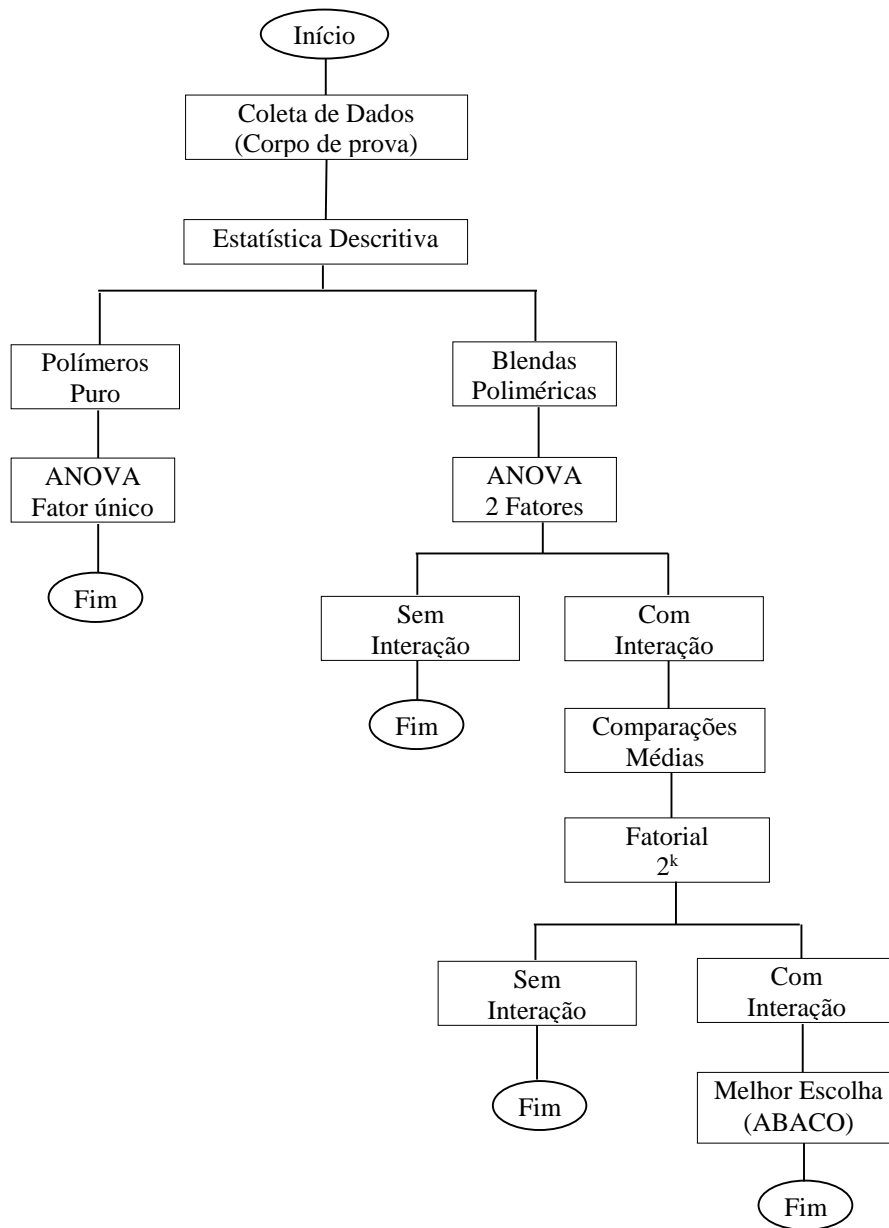 Início
Coleta de Dados
(Corpo de prova)
Estatística Descritiva
Polímeros
Puro
Blendas
Poliméricas
ANOVA
Fator único
ANOVA
2 Fatores
Fim
Sem
Interação
Com
Interação
Fim
Comparações
Médias
Fatorial
2ᵏ
Sem
Interação
Com
Interação
Fim
Melhor Escolha
(ABACO)
Fim